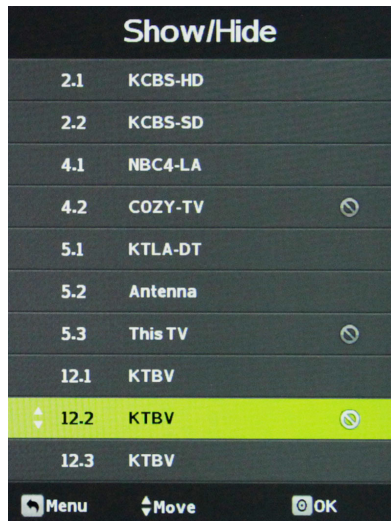 Show/Hide
2.1 KCBS-HD
2.2 KCBS-SD
4.1 NBC4-LA
4.2 COZY-TV
5.1 KTLA-DT
5.2 Antenna
5.3 This TV
12.1 KTBV
12.2 KTBV
12.3 KTBV
Menu Move OK